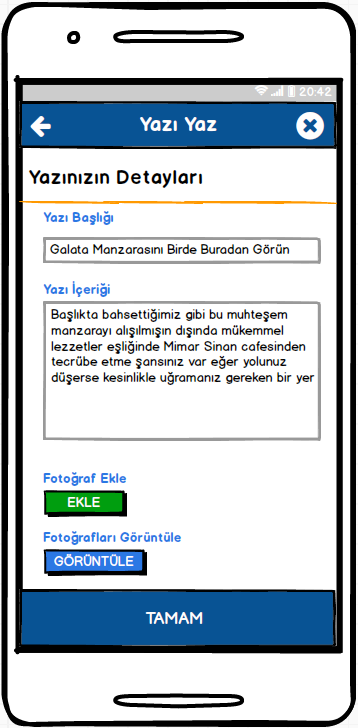 20:42
Yazı Yaz
Yazınızın Detayları
Yazı Başlığı
Galata Manzarasını Birde Buradan Görün
Yazı İçeriği
Başlıkta bahsettiğimiz gibi bu muhteşem
manzarayı alışılmışın dışında mükemmel
lezzetler eşliğinde Mimar Sinan cafesinden
tecrübe etme şansınız var eğer yolunuz
düşerse kesinlikle uğramanız gereken bir yer
Fotoğraf Ekle
EKLE
Fotoğrafları Görüntüle
GÖRÜNTÜLE
TAMAM